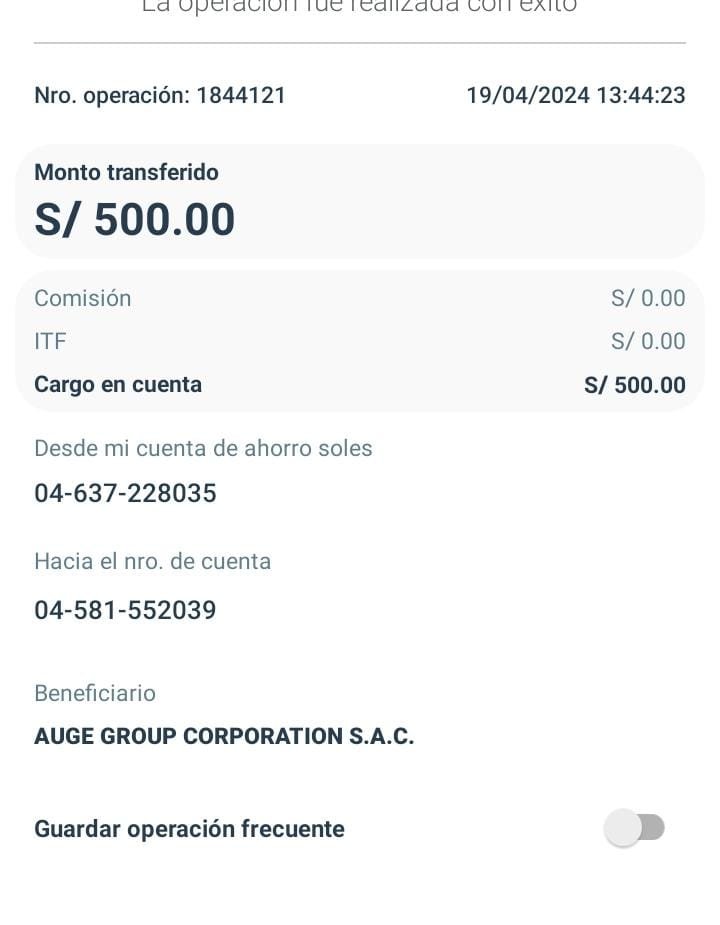 La operación fue realizada con éxito
Nro. operación: 1844121 19/04/2024 13:44:23
Monto transferido
S/ 500.00
Comisión S/ 0.00
ITF S/ 0.00
Cargo en cuenta S/ 500.00
Desde mi cuenta de ahorro soles
04-637-228035
Hacia el nro. de cuenta
04-581-552039
Beneficiario
AUGE GROUP CORPORATION S.A.C.
Guardar operación frecuente